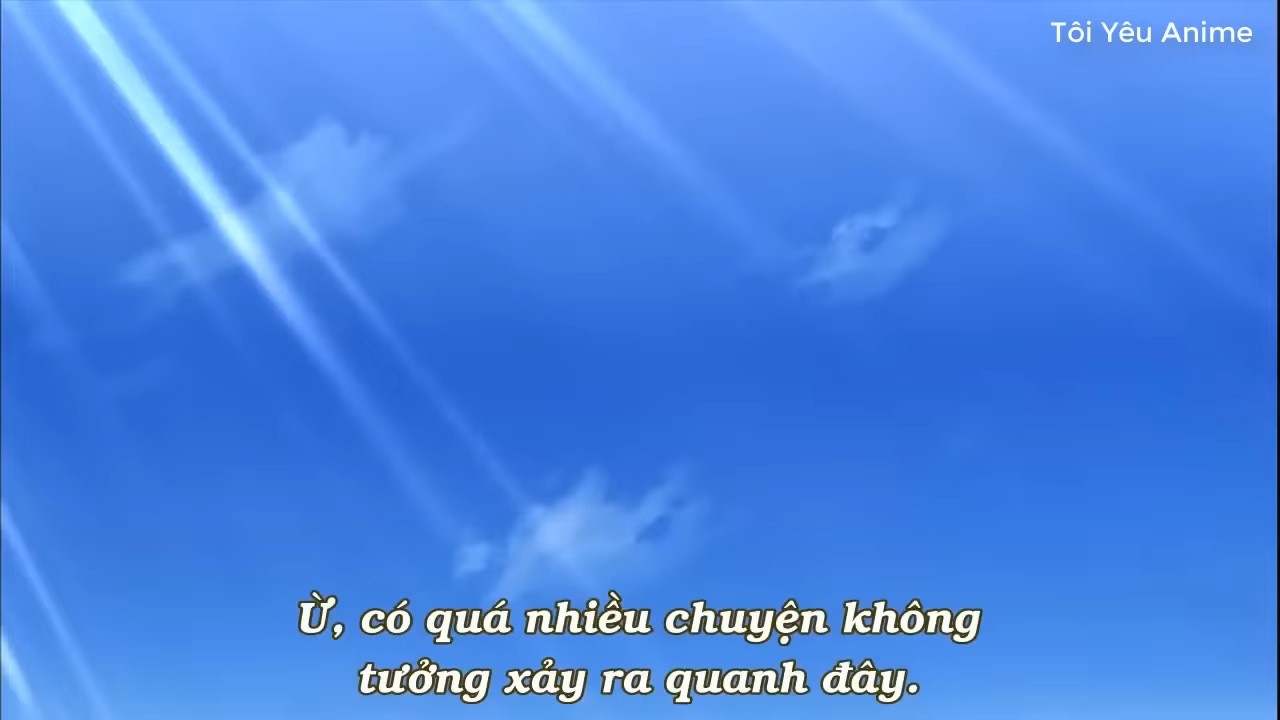 Tôi Yêu Anime
Ừ, có quá nhiều chuyện không
tưởng xảy ra quanh đây.